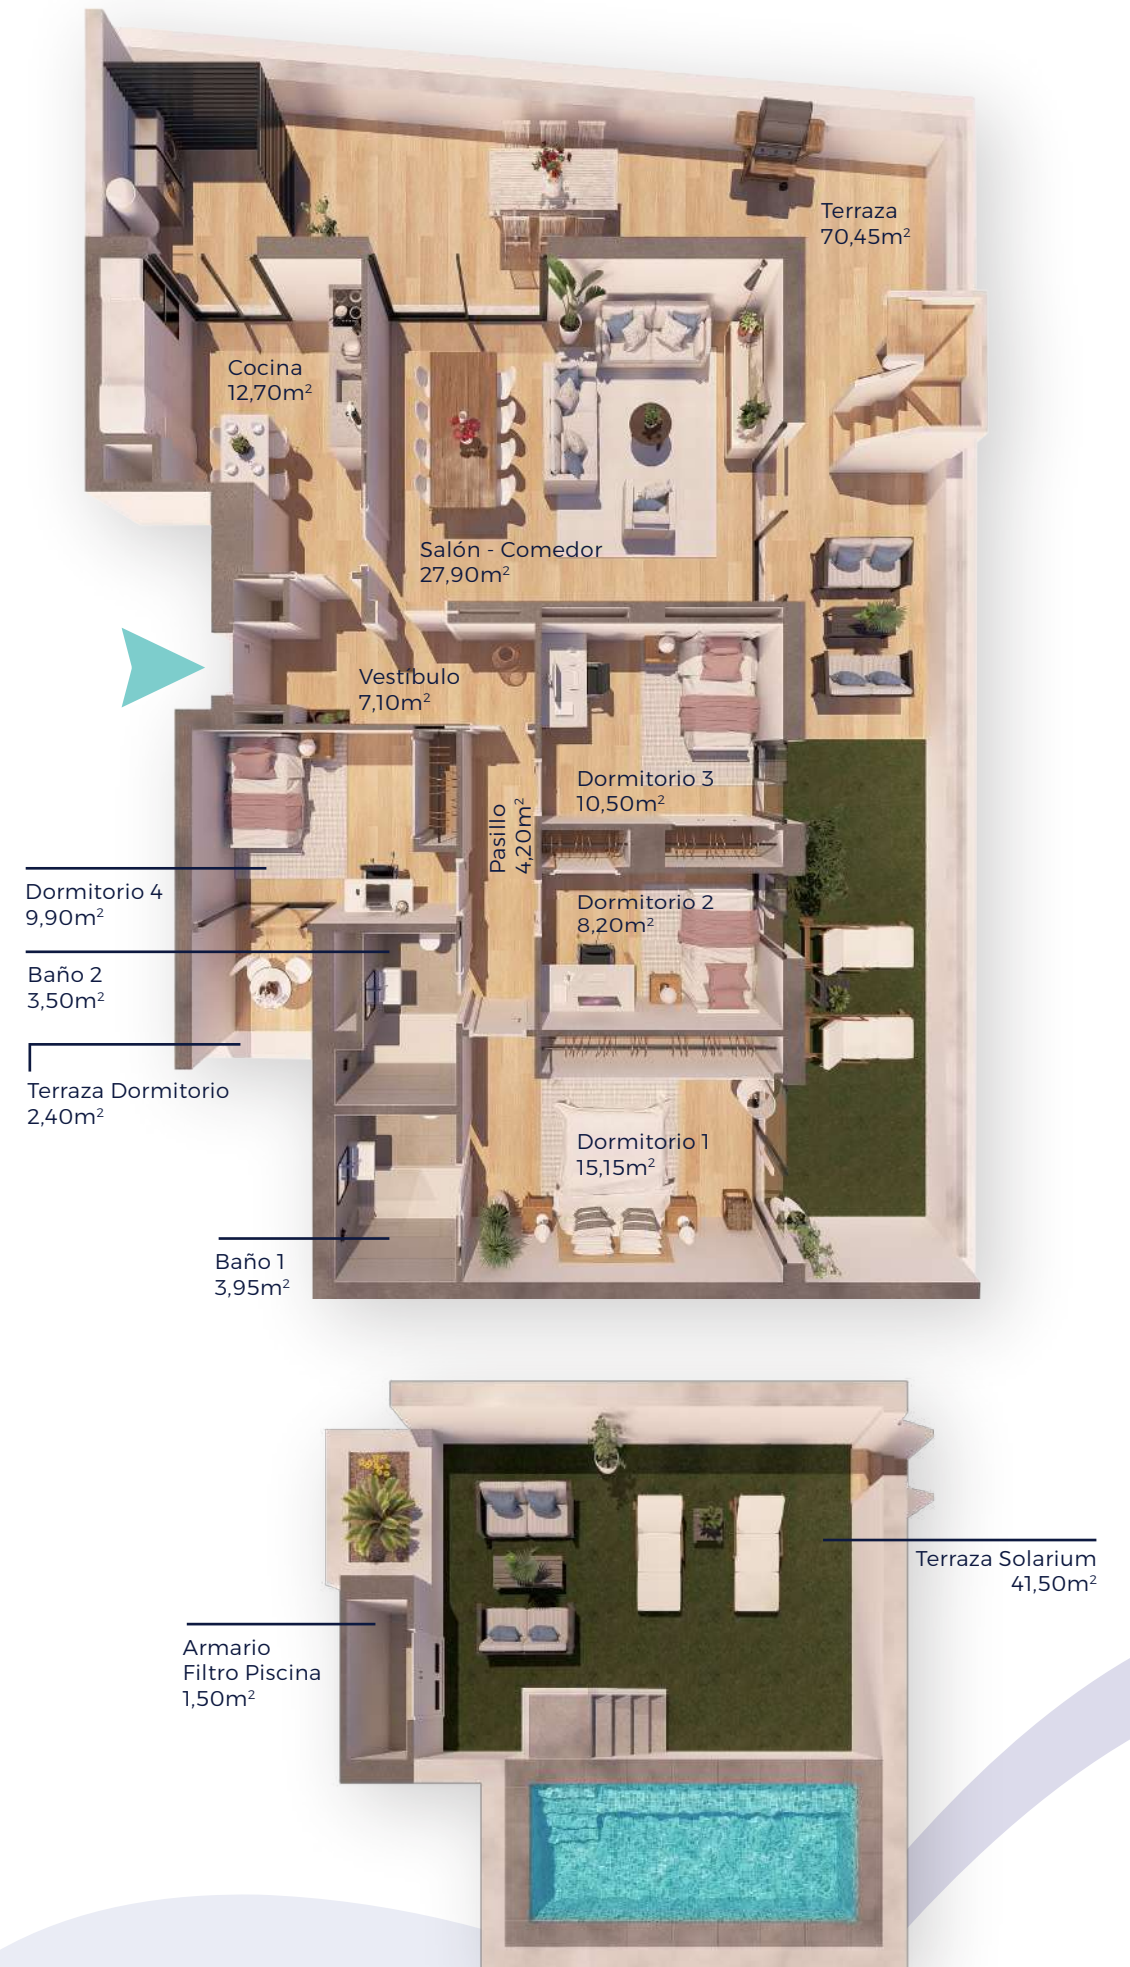 Terraza
70,45m²
Cocina
12,70m²
Salón - Comedor
27,90m²
Vestíbulo
7,10m²
Dormitorio 3
10,50m²
Pasillo
4,20m²
Dormitorio 4
9,90m²
Dormitorio 2
8,20m²
Baño 2
3,50m²
Terraza Dormitorio
2,40m²
Dormitorio 1
15,15m²
Baño 1
3,95m²
Terraza Solarium
41,50m²
Armario
Filtro Piscina
1,50m²